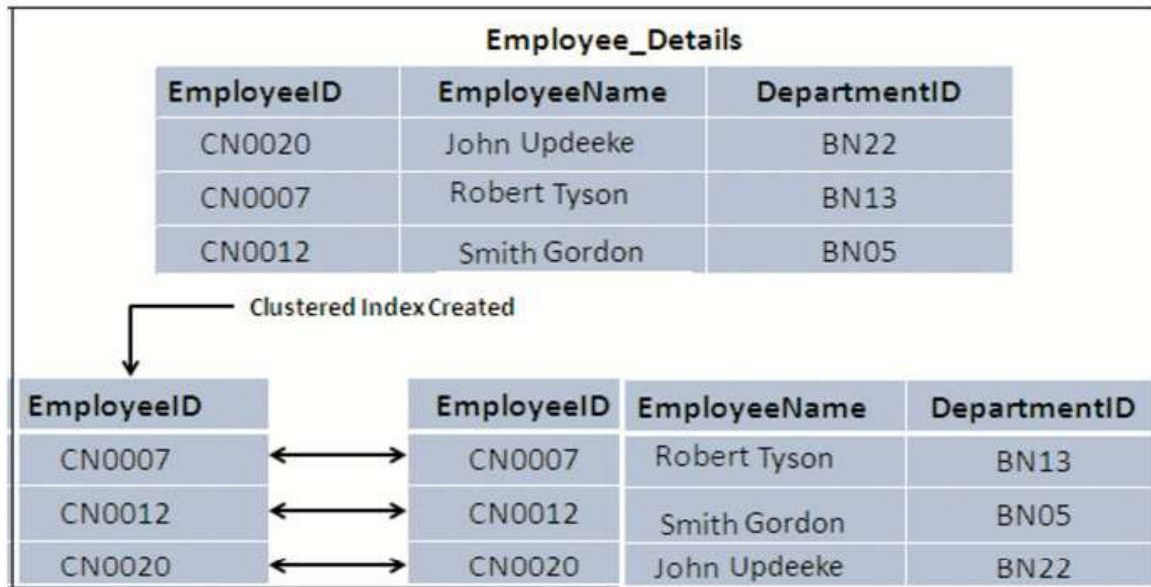 Employee_Details
EmployeeID EmployeeName DepartmentID
CN0020 John Updeeke BN22
CN0007 Robert Tyson BN13
CN0012 Smith Gordon BN05
Clustered Index Created
EmployeeID EmployeeID EmployeeName DepartmentID
CN0007 CN0007 Robert Tyson BN13
CN0012 CN0012 Smith Gordon BN05
CN0020 CN0020 John Updeeke BN22